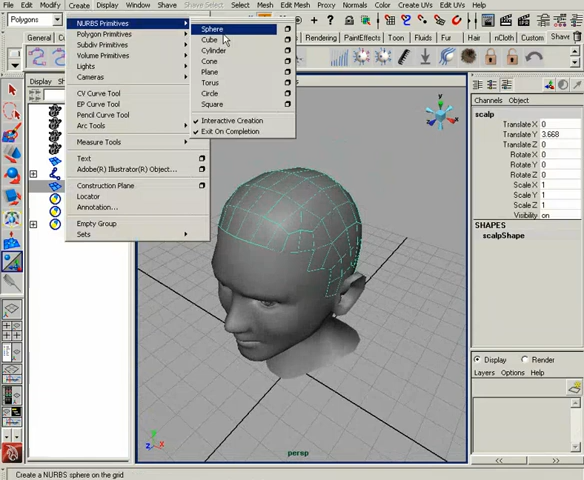 Edit Modify Create Display Window Shave Shave Select Select Mesh Edit Mesh Proxy Normals Color Create UVs Edit UVs
Polygons
General
Rendering PaintEffects Toon Muscle Fluids Fur Hair nCloth Custom Shave
Display Sho
NURBS Primitives
Polygon Primitives
Subdiv Primitives
Volume Primitives
Lights
Cameras
CV Curve Tool
EP Curve Tool
Pencil Curve Tool
Arc Tools
Measure Tools
Text
Adobe(R) Illustrator(R) Object...
Construction Plane
Locator
Annotation...
Empty Group
Sets
Sphere
Cube
Cylinder
Cone
Plane
Torus
Circle
Square
Interactive Creation
Exit On Completion
persp
Y
Z X
Channels Object
scalp
Translate X 0
Translate Y 3.668
Translate Z 0
Rotate X 0
Rotate Y 0
Rotate Z 0
Scale X 1
Scale Y 1
Scale Z 1
Visibility on
SHAPES
scalpShape
Display Render
Layers Options Help
<< >>
Create a NURBS sphere on the grid